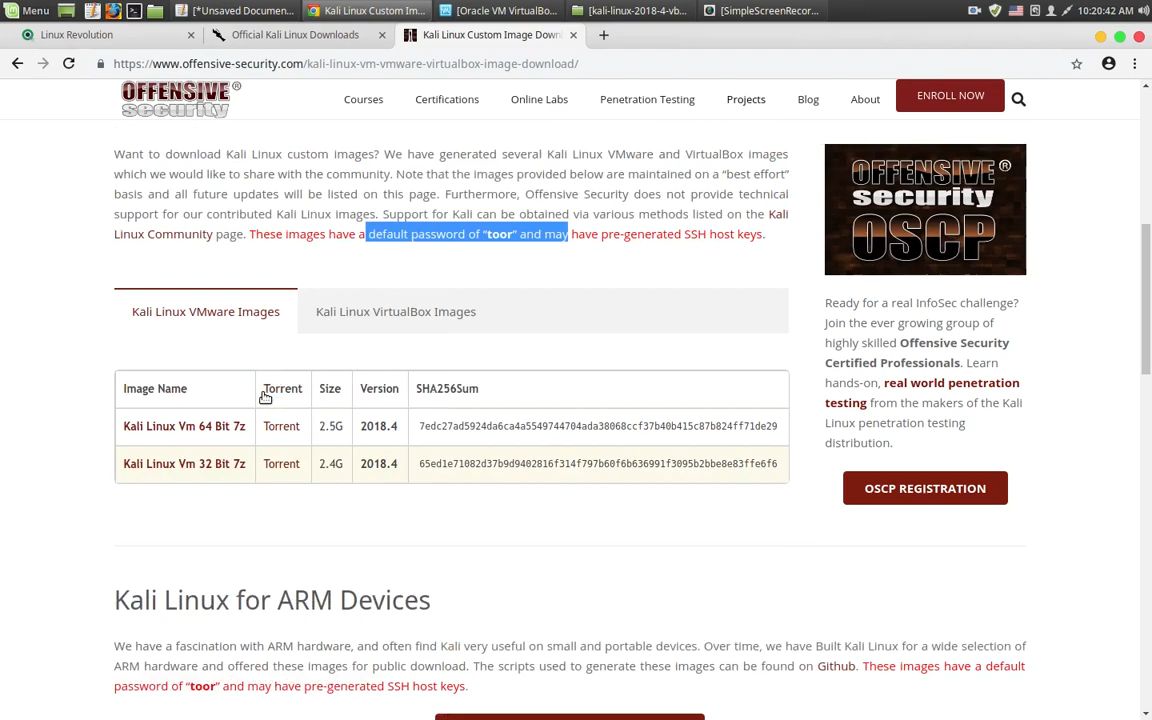 Menu [*Unsaved Documen... Kali Linux Custom Im... [Oracle VM VirtualBo... [kali-linux-2018-4-vb... [SimpleScreenRecor... 10:20:42 AM
Linux Revolution Official Kali Linux Downloads Kali Linux Custom Image Down
https://www.offensive-security.com/kali-linux-vm-vmware-virtualbox-image-download/
OFFENSIVE security ® Courses Certifications Online Labs Penetration Testing Projects Blog About ENROLL NOW
Want to download Kali Linux custom images? We have generated several Kali Linux VMware and VirtualBox images
which we would like to share with the community. Note that the images provided below are maintained on a “best effort”
basis and all future updates will be listed on this page. Furthermore, Offensive Security does not provide technical
support for our contributed Kali Linux Images. Support for Kali can be obtained via various methods listed on the Kali
Linux Community page. These images have a default password of “toor” and may have pre-generated SSH host keys.
Kali Linux VMware Images Kali Linux VirtualBox Images
Image Name Torrent Size Version SHA256Sum
Kali Linux Vm 64 Bit 7z Torrent 2.5G 2018.4 7edc27ad5924da6ca4a5549744704ada38068ccf37b40b415c87b824ff71de29
Kali Linux Vm 32 Bit 7z Torrent 2.4G 2018.4 65ed1e71082d37b9d9402816f314f797b60f6b636991f3095b2bbe8e83ffe6f6
OFFENSIVE ®
security
OSCP
Ready for a real InfoSec challenge?
Join the ever growing group of
highly skilled Offensive Security
Certified Professionals. Learn
hands-on, real world penetration
testing from the makers of the Kali
Linux penetration testing
distribution.
OSCP REGISTRATION
Kali Linux for ARM Devices
We have a fascination with ARM hardware, and often find Kali very useful on small and portable devices. Over time, we have Built Kali Linux for a wide selection of
ARM hardware and offered these images for public download. The scripts used to generate these images can be found on Github. These images have a default
password of “toor” and may have pre-generated SSH host keys.